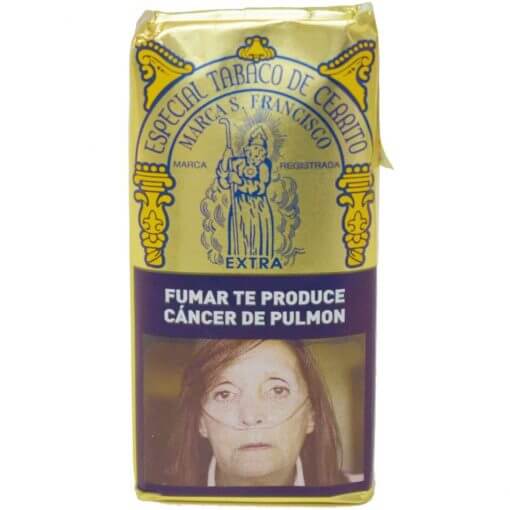 ESPECIAL TABACO DE CERRITO
MARCA S. FRANCISCO
MARCA REGISTRADA
EXTRA
FUMAR TE PRODUCE
CÁNCER DE PULMON